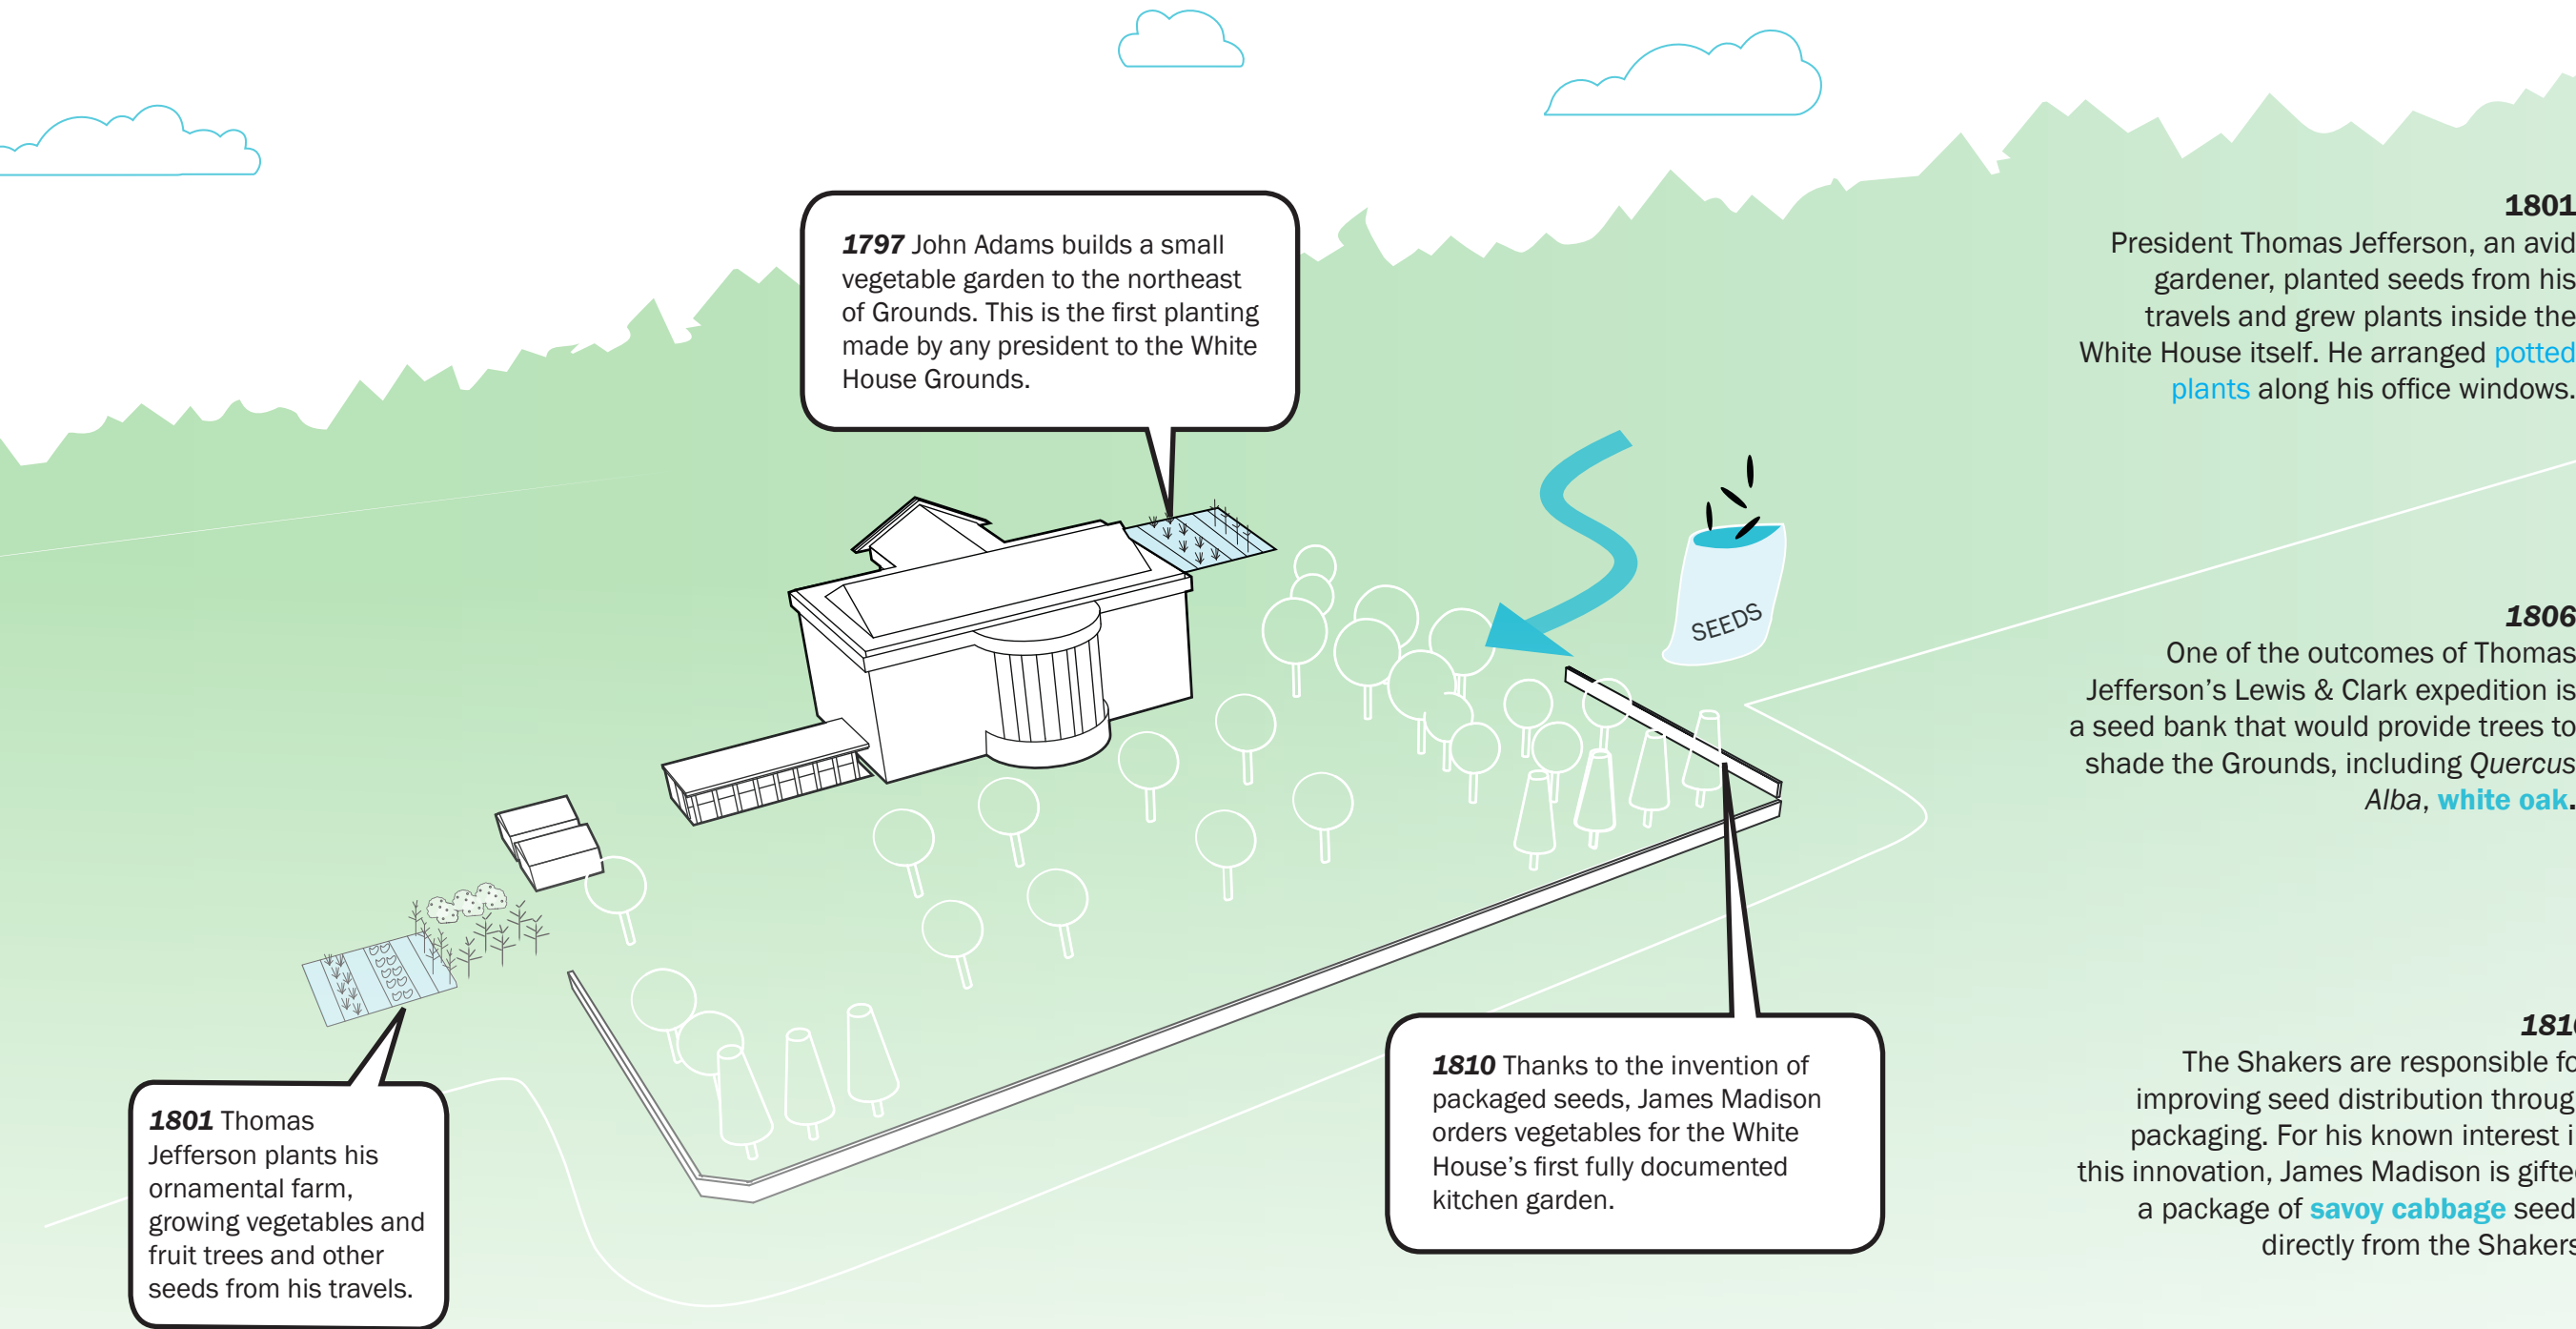 1797 John Adams builds a small
vegetable garden to the northeast
of Grounds. This is the first planting
made by any president to the White
House Grounds.
SEEDS
1801 Thomas
Jefferson plants his
ornamental farm,
growing vegetables and
fruit trees and other
seeds from his travels.
1810 Thanks to the invention of
packaged seeds, James Madison
orders vegetables for the White
House's first fully documented
kitchen garden.
1801
President Thomas Jefferson, an avid
gardener, planted seeds from his
travels and grew plants inside the
White House itself. He arranged potted
plants along his office windows.
1806
One of the outcomes of Thomas
Jefferson’s Lewis & Clark expedition is
a seed bank that would provide trees to
shade the Grounds, including Quercus
Alba, white oak.
181
The Shakers are responsible fo
improving seed distribution throug
packaging. For his known interest i
this innovation, James Madison is gifte
a package of savoy cabbage seed
directly from the Shakers